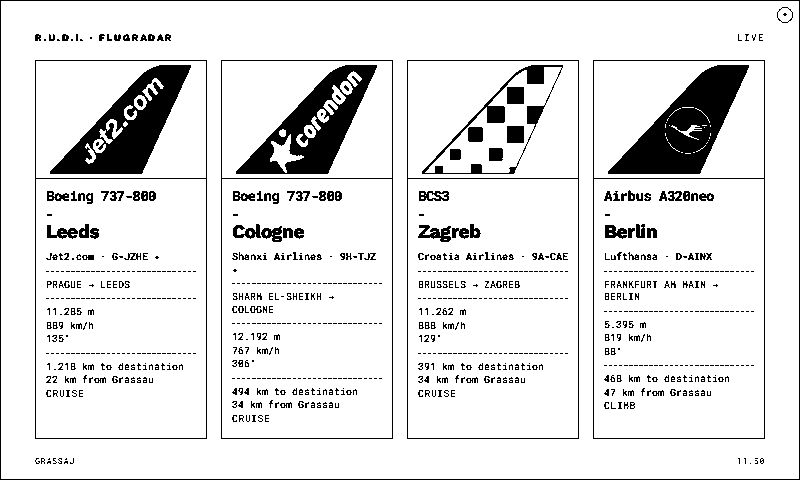 R.U.D.I. · FLUGRADAR
LIVE
Jet2.com
Boeing 737-800
-
Leeds
Jet2.com · G-JZHE ✦
PRAGUE → LEEDS
11.285 m
889 km/h
135°
1.218 km to destination
22 km from Grassau
CRUISE
corendon
Boeing 737-800
-
Cologne
Shanxi Airlines · 9H-TJZ
✦
SHARM EL-SHEIKH →
COLOGNE
12.192 m
767 km/h
306°
494 km to destination
34 km from Grassau
CRUISE
BCS3
-
Zagreb
Croatia Airlines · 9A-CAE
BRUSSELS → ZAGREB
11.262 m
888 km/h
129°
391 km to destination
34 km from Grassau
CRUISE
Airbus A320neo
-
Berlin
Lufthansa · D-AINX
FRANKFURT AM MAIN →
BERLIN
5.395 m
819 km/h
88°
468 km to destination
47 km from Grassau
CLIMB
GRASSAU
11.50